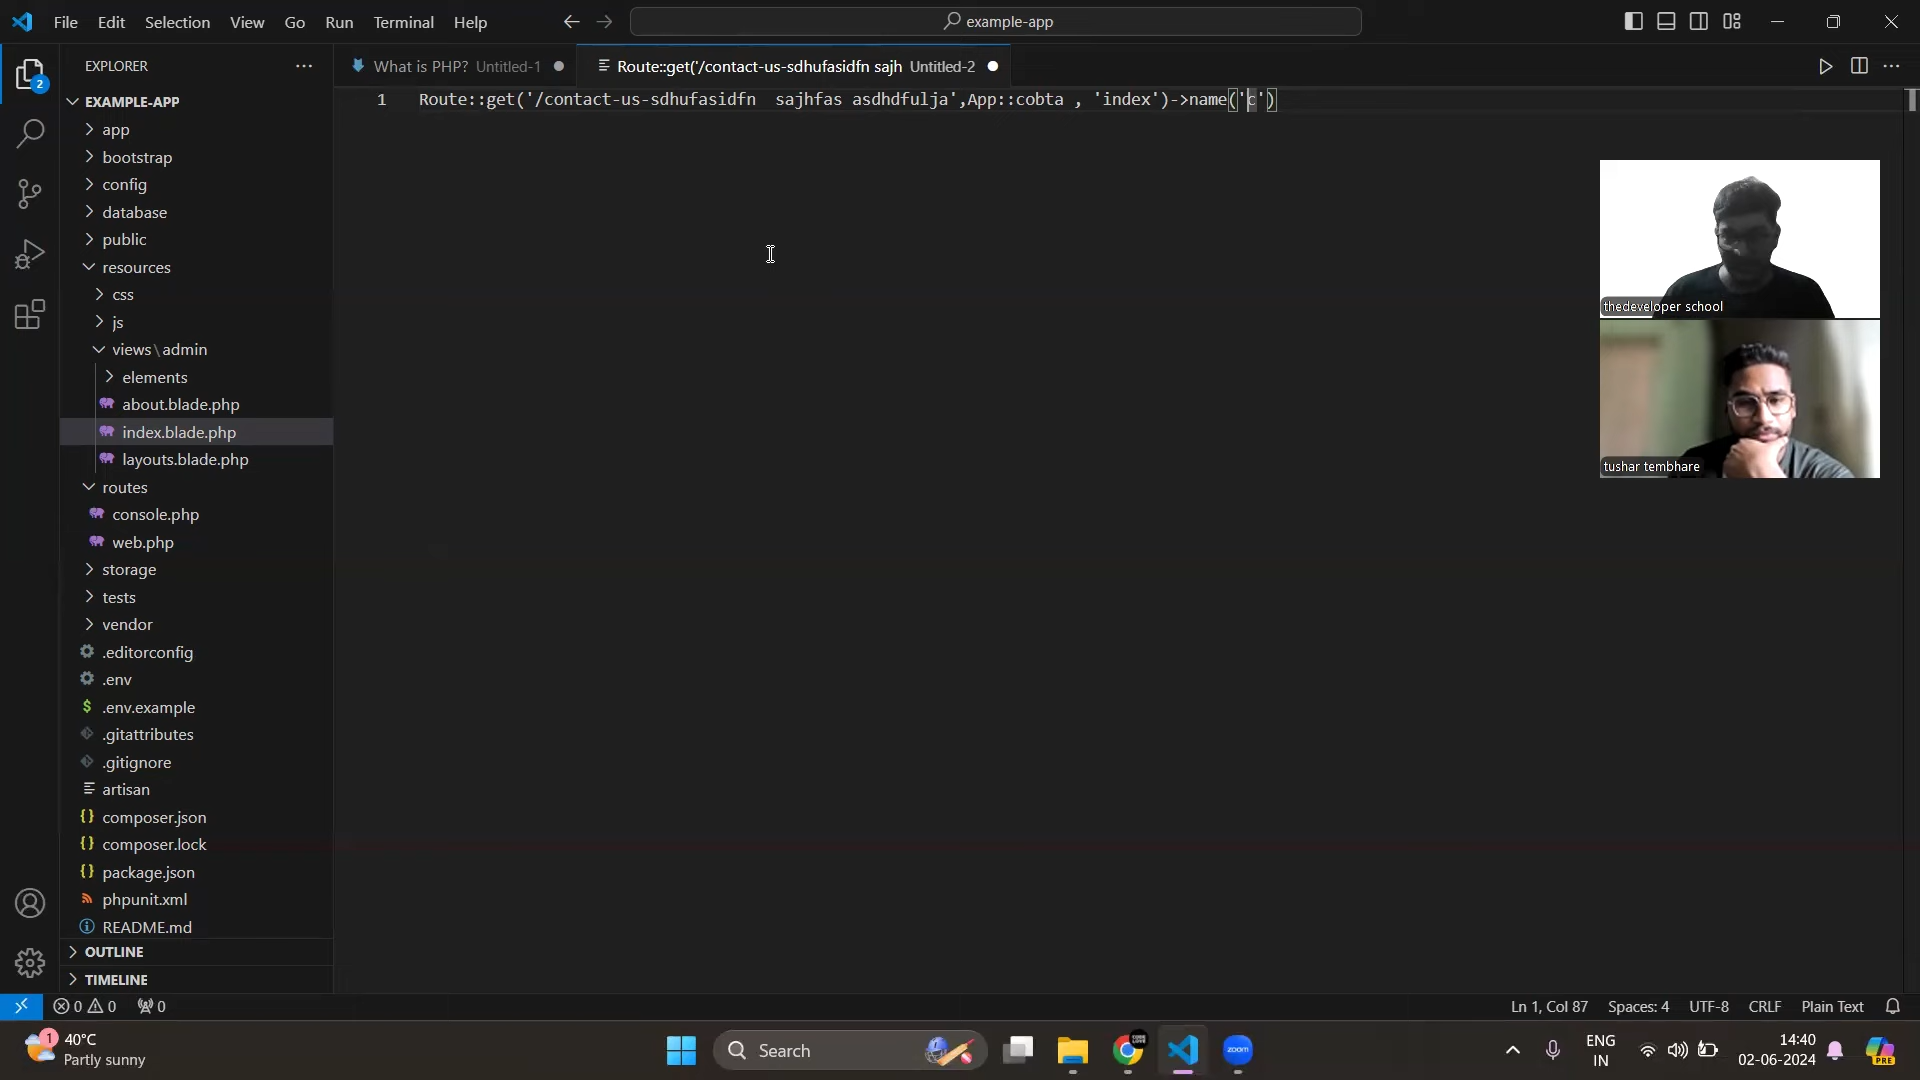 File Edit Selection View Go Run Terminal Help
example-app
EXPLORER
What is PHP? Untitled-1
Route::get('/contact-us-sdhufasidfn sajh Untitled-2
EXAMPLE-APP
app
bootstrap
config
database
public
resources
css
js
views\admin
elements
about.blade.php
index.blade.php
layouts.blade.php
routes
console.php
web.php
storage
tests
vendor
.editorconfig
.env
.env.example
.gitattributes
.gitignore
artisan
composer.json
composer.lock
package.json
phpunit.xml
README.md
OUTLINE
TIMELINE
1 Route::get('/contact-us-sdhufasidfn  sajhfas asdhdfulja',App::cobta , 'index')->name('c')
thedeveloper school
tushar tembhare
2
0 0 0
Ln 1, Col 87 Spaces: 4 UTF-8 CRLF Plain Text
1
40°C
Partly sunny
Search
zoom
ENG
IN
14:40
02-06-2024
PRE